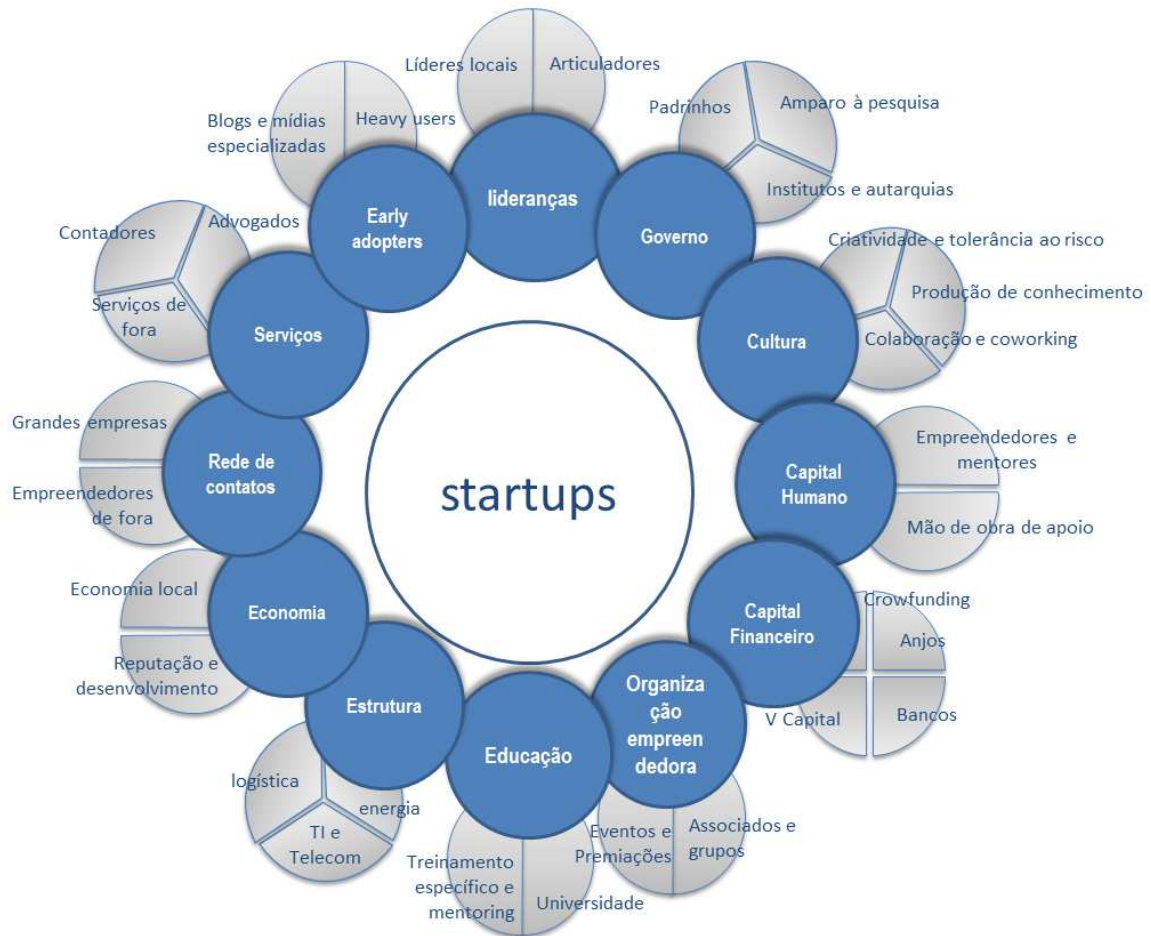 Líderes locais
Articuladores
lideranças
Padrinhos
Amparo à pesquisa
Institutos e autarquias
Governo
Criatividade e tolerância ao risco
Produção de conhecimento
Colaboração e coworking
Cultura
Empreendedores e
mentores
Mão de obra de apoio
Capital
Humano
Crowfunding
Anjos
V Capital
Bancos
Capital
Financeiro
Organiza
ção
empreen
dedora
Eventos e
Premiações
Associados e
grupos
Educação
Treinamento
específico e
mentoring
Universidade
Estrutura
logística
energia
TI e
Telecom
Economia
Economia local
Reputação e
desenvolvimento
Rede de
contatos
Grandes empresas
Empreendedores
de fora
Serviços
Contadores
Advogados
Serviços de
fora
Early
adopters
Blogs e mídias
especializadas
Heavy users
startups